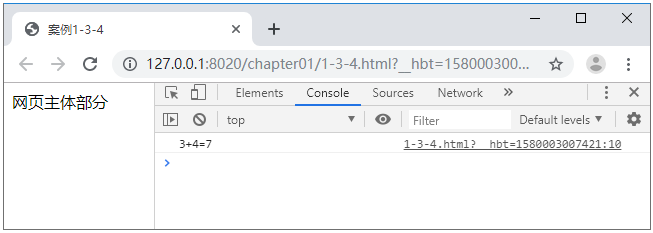 案例1-3-4
127.0.0.1:8020/chapter01/1-3-4.html?__hbt=158000300...
网页主体部分
Elements Console Sources Network
top Filter Default levels
3+4=7 1-3-4.html?__hbt=1580003007421:10